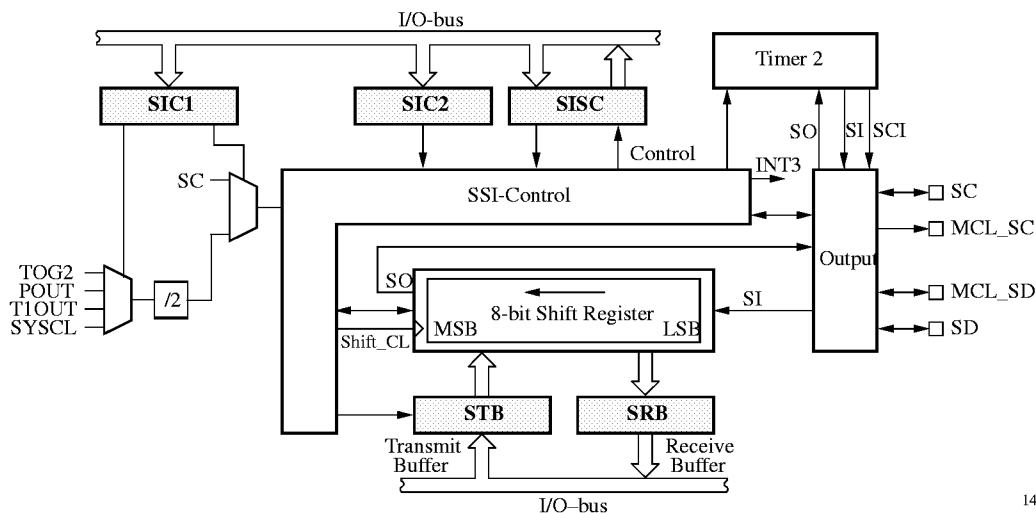 I/O-bus
SIC1
SIC2
SISC
Timer 2
SO
SI
SCI
Control
INT3
SC
SSI-Control
SC
MCL_SC
Output
TOG2
POUT
T1OUT
SYSCL
/2
SO
8-bit Shift Register
MSB
LSB
SI
MCL_SD
SD
Shift_CL
STB
SRB
Transmit
Buffer
Receive
Buffer
I/O–bus
14